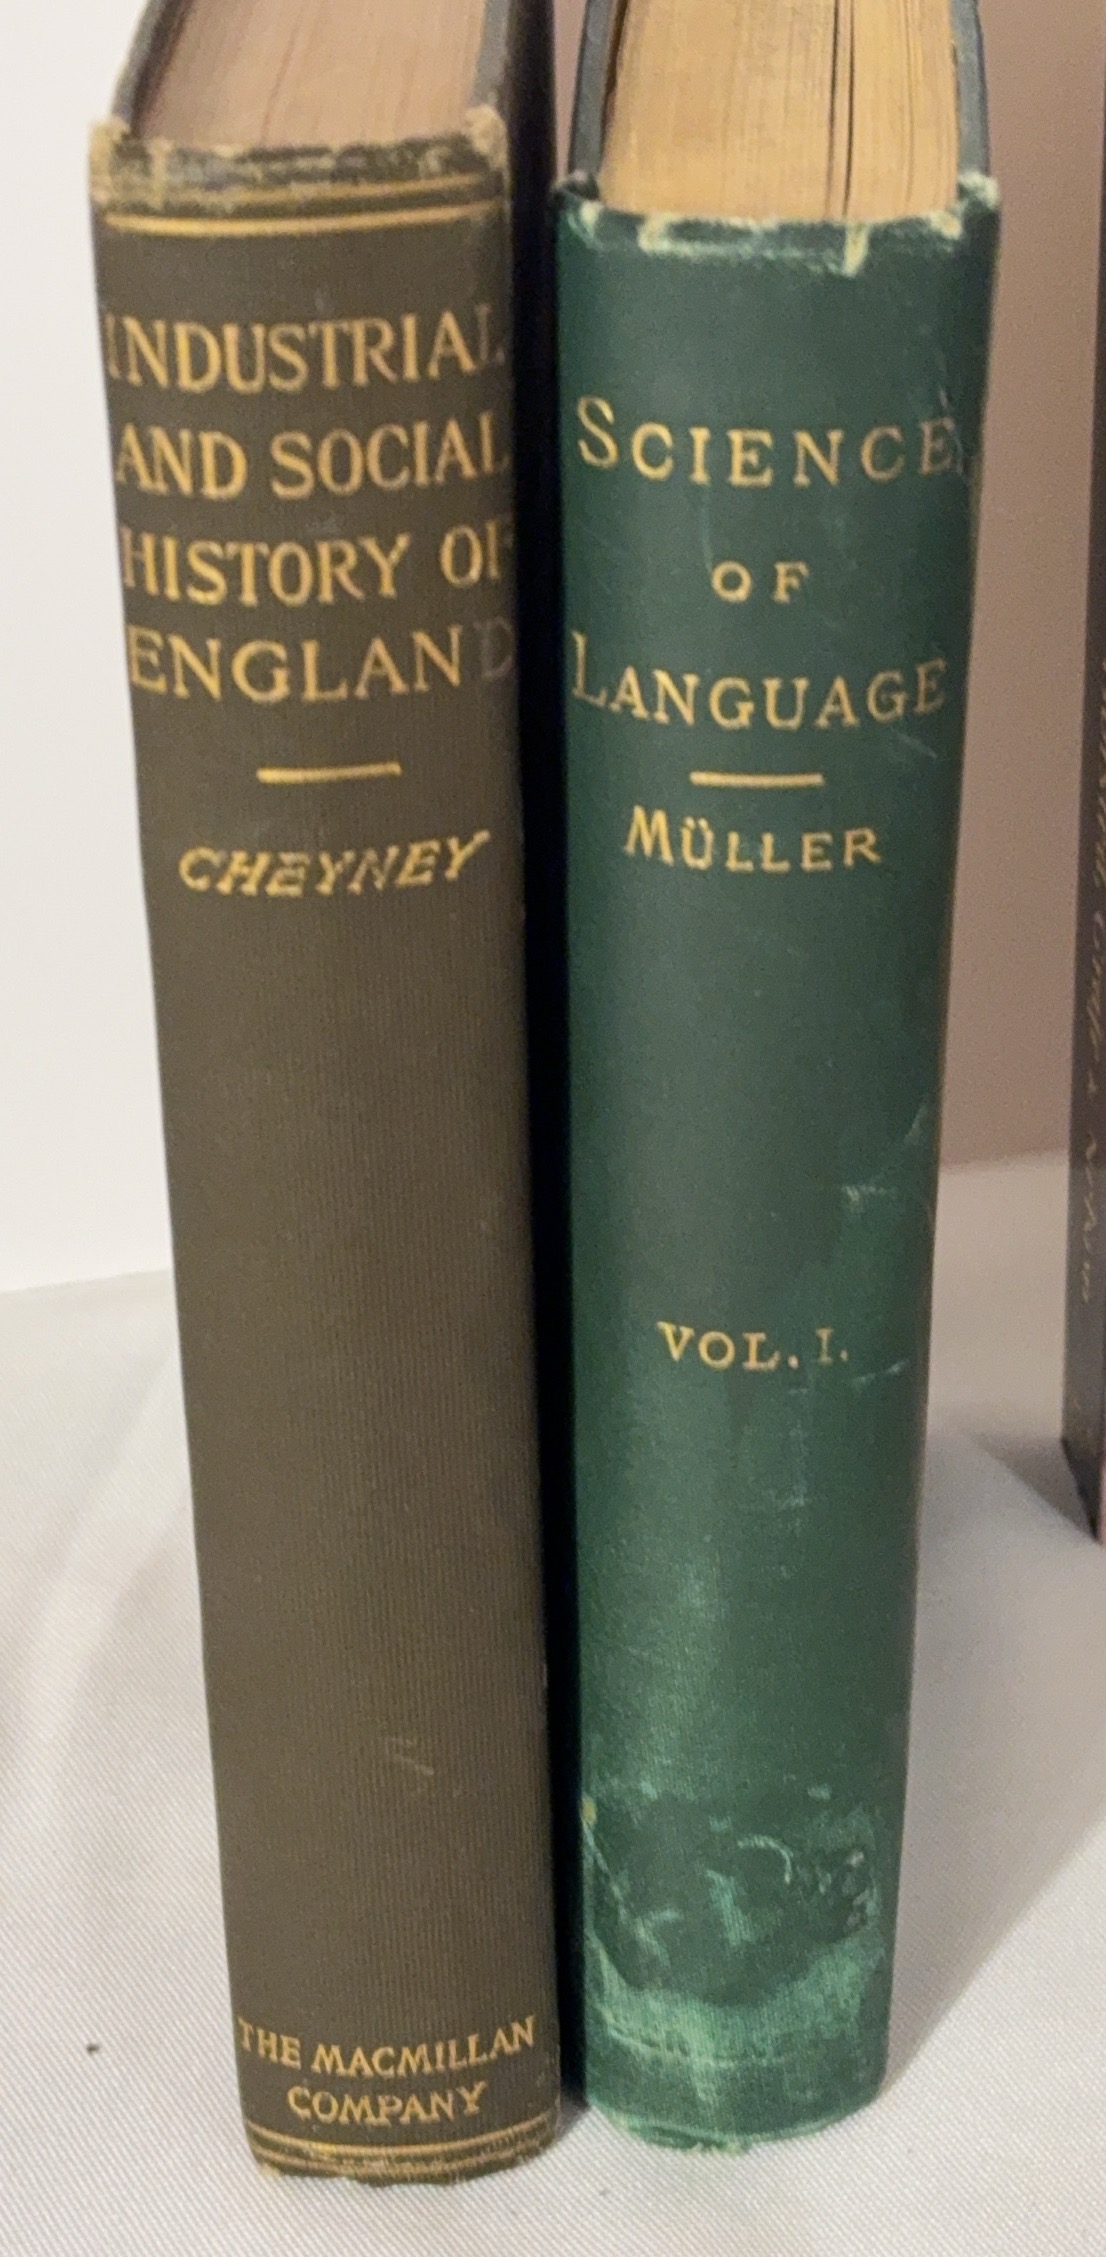 INDUSTRIAL
AND SOCIAL
HISTORY OF
ENGLAND
CHEYNEY
THE MACMILLAN
COMPANY
SCIENCE
OF
LANGUAGE
MÜLLER
VOL. I.